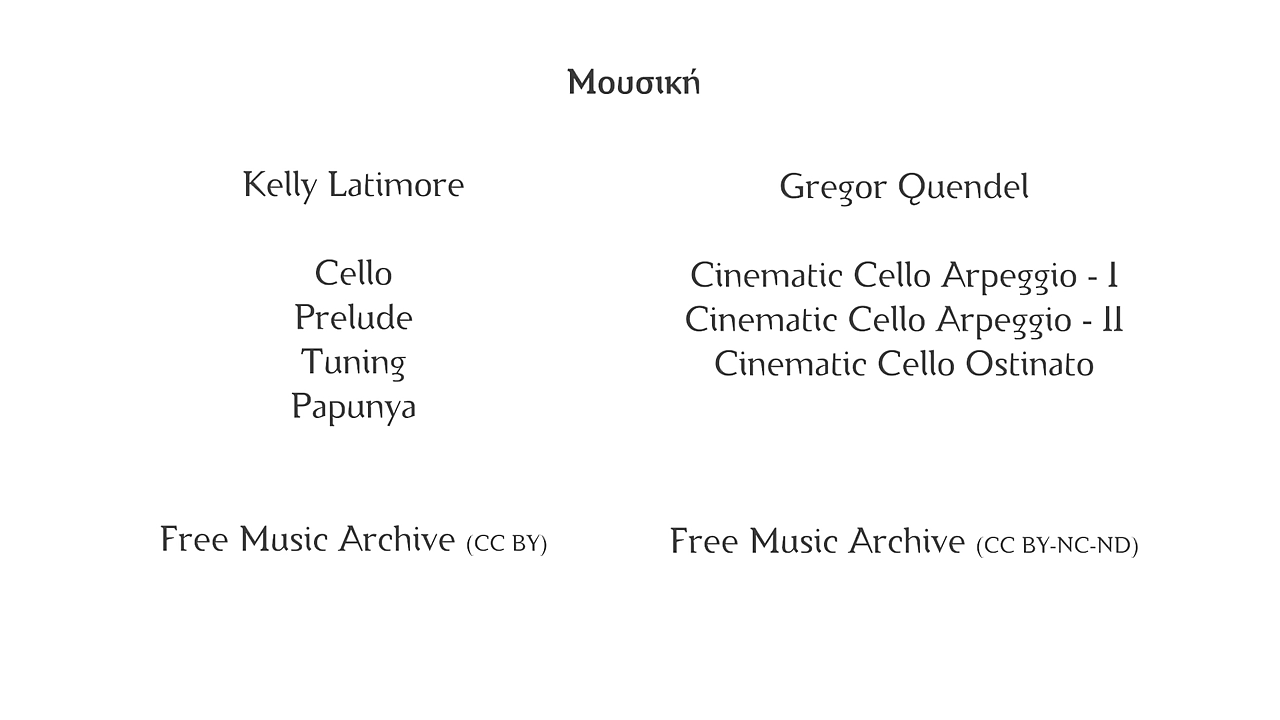 Μουσική
Kelly Latimore
Cello
Prelude
Tuning
Papunya
Free Music Archive (CC BY)
Gregor Quendel
Cinematic Cello Arpeggio - I
Cinematic Cello Arpeggio - II
Cinematic Cello Ostinato
Free Music Archive (CC BY-NC-ND)